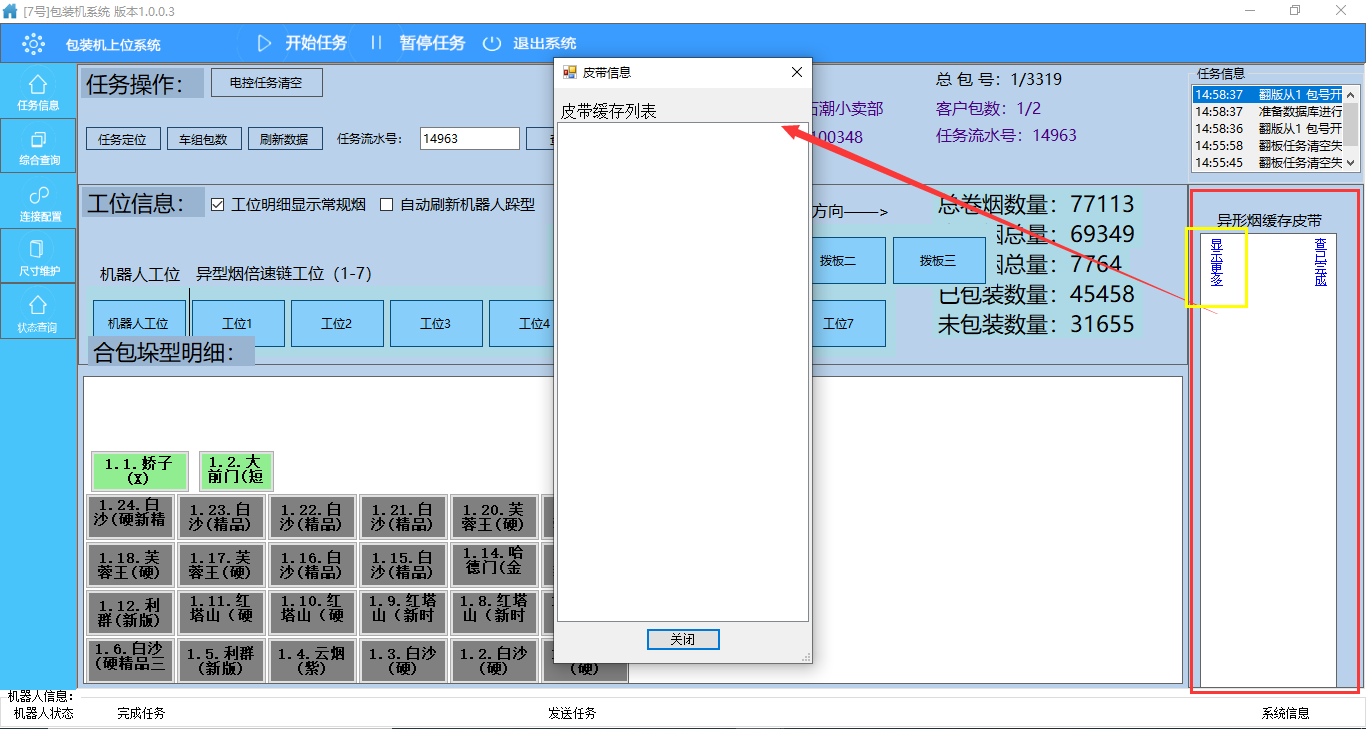 [7号]包装机系统 版本1.0.0.3
包装机上位系统
开始任务
暂停任务
退出系统
任务信息
综合查询
连接配置
尺寸维护
状态查询
任务操作：
电控任务清空
任务定位
车组包数
刷新数据
任务流水号：
14963
总 包 号：1/3319
潮小卖部
客户包数：1/2
100348
任务流水号：14963
任务信息
14:58:37 翻版从1 包号开
14:58:37 准备数据库进行
14:58:36 翻版从1 包号开
14:55:58 翻板任务清空失
14:55:45 翻板任务清空失
工位信息：
工位明细显示常规烟
自动刷新机器人跺型
方向——>
总卷烟数量：77113
烟总量：69349
烟总量：7764
已包装数量：45458
未包装数量：31655
机器人工位
异型烟倍速链工位（1-7）
拨板二
拨板三
机器人工位
工位1
工位2
工位3
工位4
工位7
合包垛型明细：
皮带信息
皮带缓存列表
关闭
异形烟缓存皮带
显示更多
查已完成
1.1.娇子
(X)
1.2.大
前门(短
1.24.白
沙(硬新精
1.23.白
沙(精品)
1.22.白
沙(精品)
1.21.白
沙(精品)
1.20.芙
蓉王(硬)
1.18.芙
蓉王(硬)
1.17.芙
蓉王(硬)
1.16.白
沙(精品)
1.15.白
沙(精品)
1.14.哈
德门(金
1.12.利
群(新版)
1.11.红
塔山（硬
1.10.红
塔山（硬
1.9.红塔
山（新时
1.8.红塔
山（新时
1.6.白沙
(硬精品三
1.5.利群
(新版)
1.4.云烟
(紫)
1.3.白沙
(硬)
1.2.白沙
(硬)
(硬)
机器人信息：
机器人状态
完成任务
发送任务
系统信息